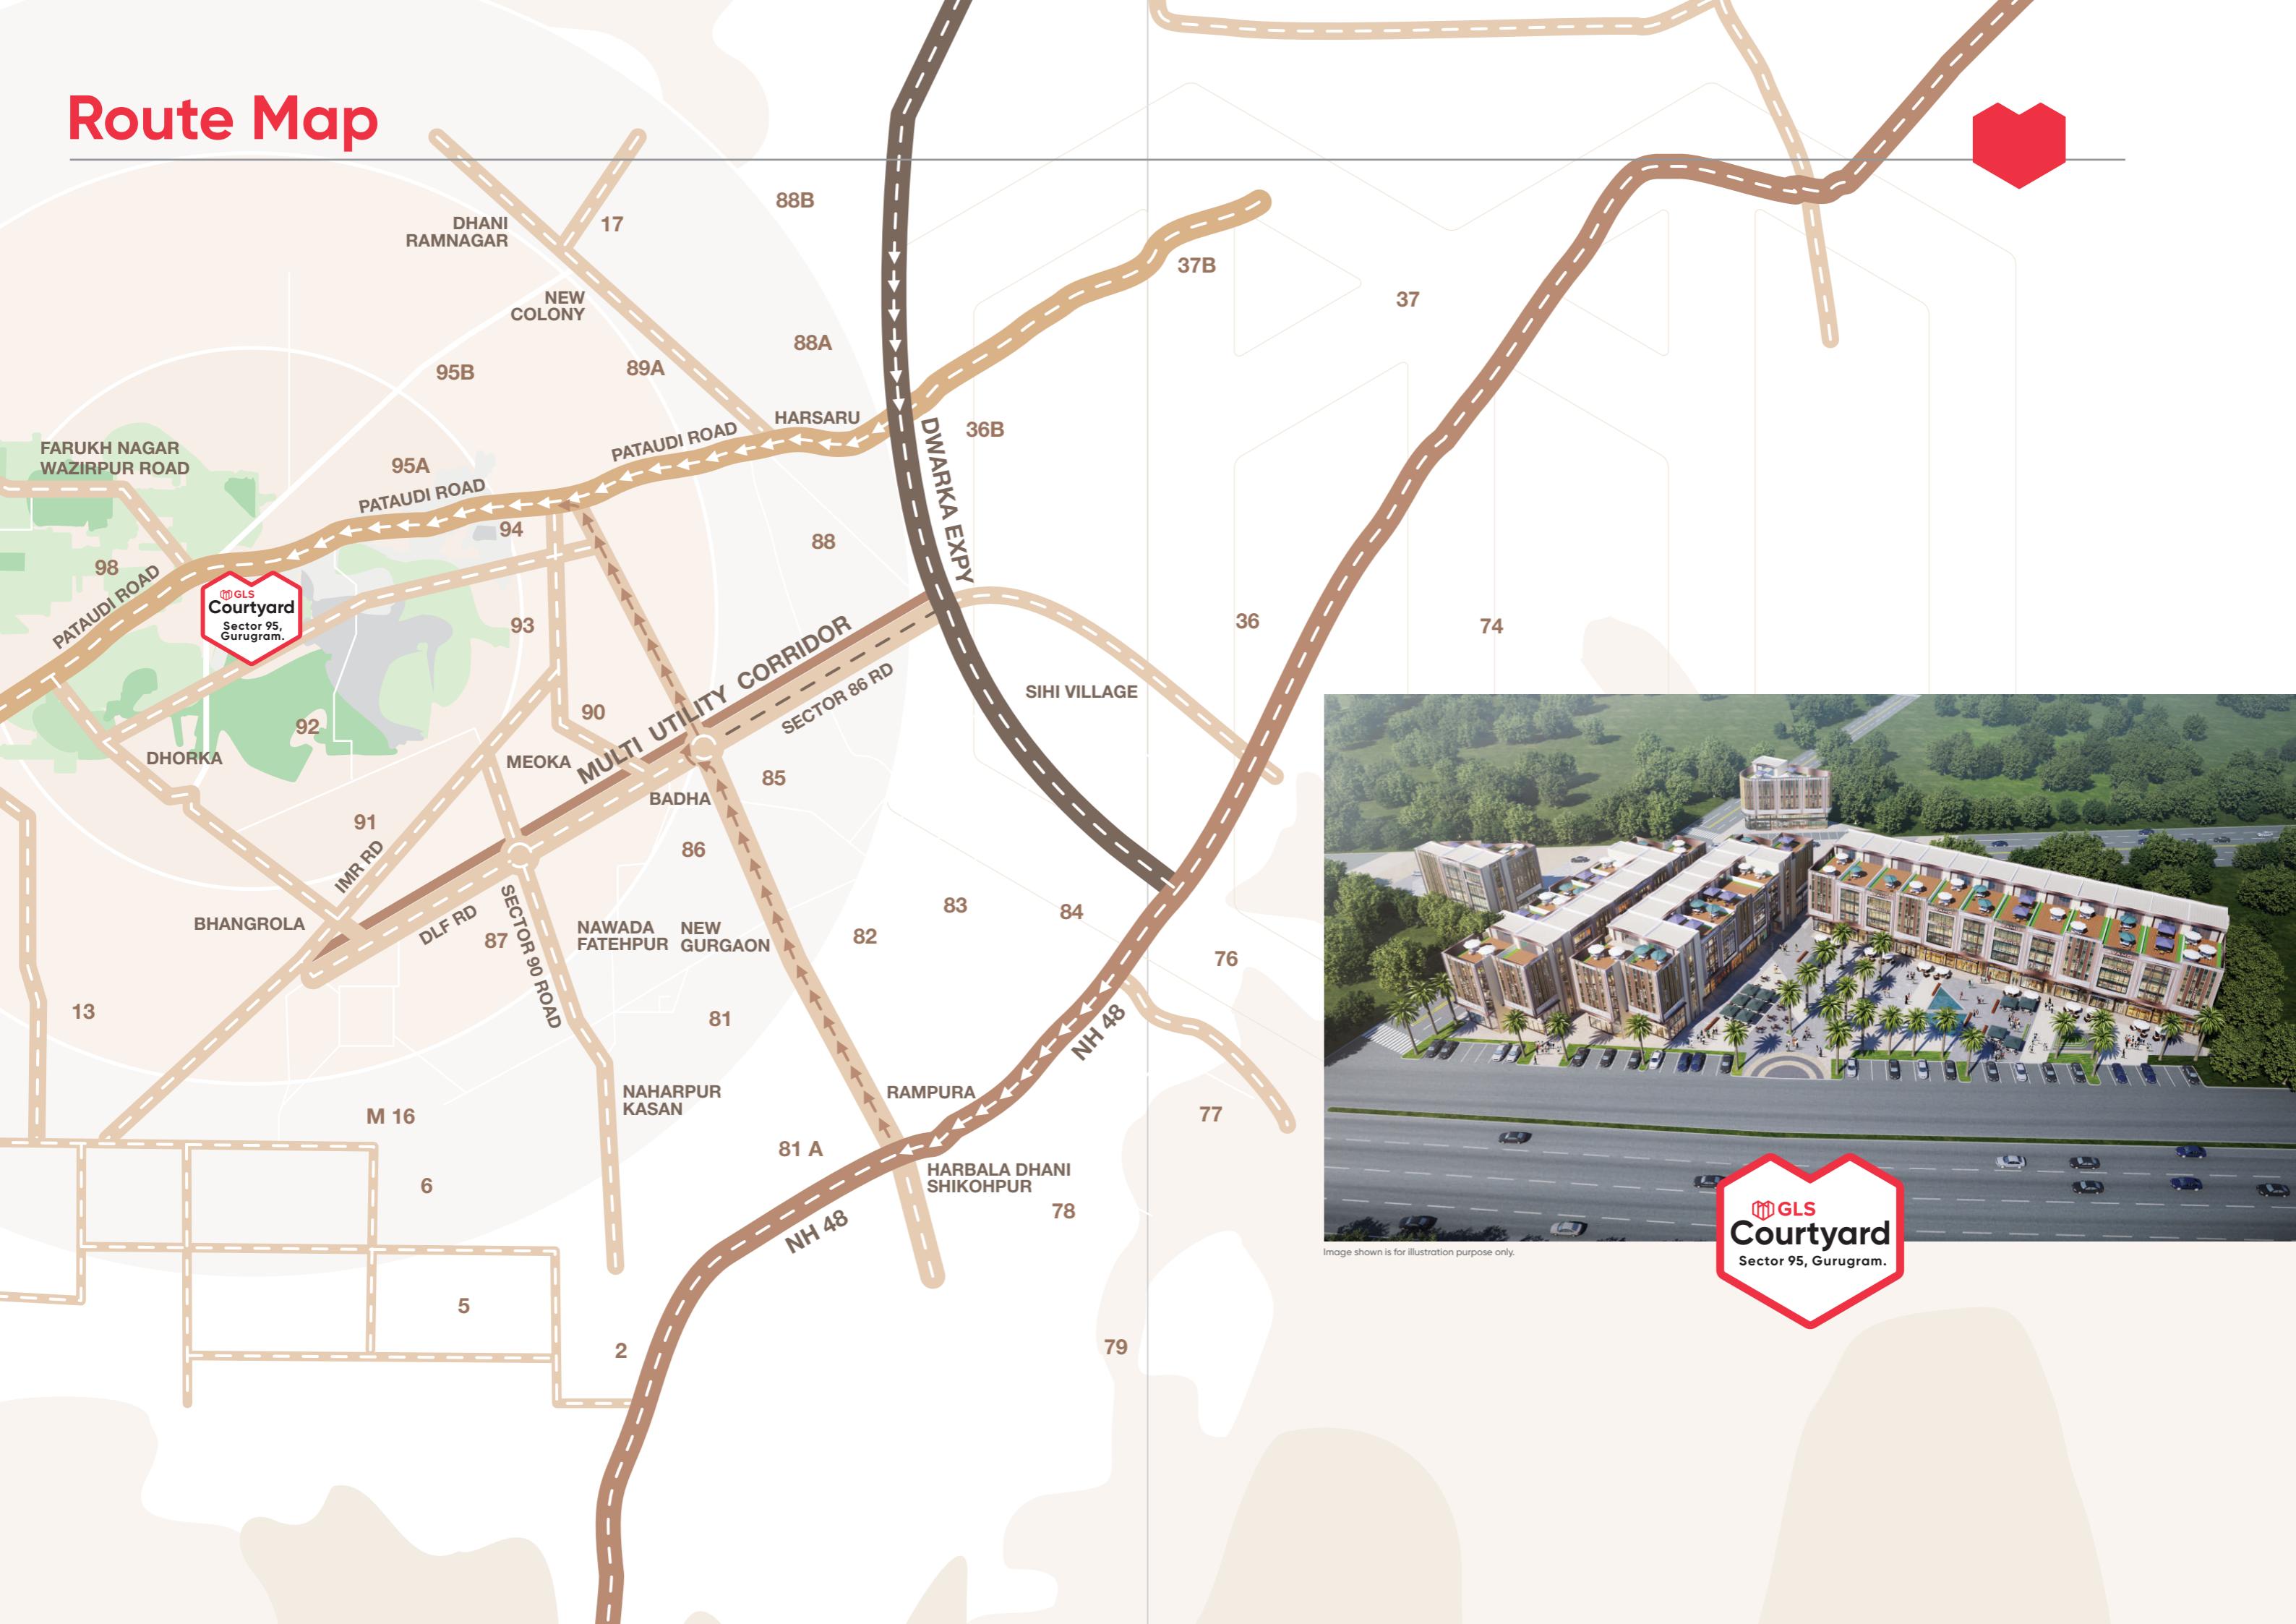 Route Map
DHANI
RAMNAGAR
17
88B
NEW
COLONY
37B
37
88A
95B
89A
HARSARU
PATAUDI ROAD
36B
DWARKA EXPY
FARUKH NAGAR
WAZIRPUR ROAD
95A
PATAUDI ROAD
94
88
98
PATAUDI ROAD
GLS
Courtyard
Sector 95,
Gurugram.
93
36
74
MULTI UTILITY CORRIDOR
SECTOR 86 RD
SIHI VILLAGE
90
92
DHORKA
MEOKA
85
BADHA
91
86
IMR RD
BHANGROLA
DLF RD
87
SECTOR 90 ROAD
NAWADA
FATEHPUR
NEW
GURGAON
82
83
84
76
13
81
NH 48
NAHARPUR
KASAN
RAMPURA
M 16
77
81 A
HARBALA DHANI
SHIKOHPUR
6
78
NH 48
5
2
79
Image shown is for illustration purpose only.
GLS
Courtyard
Sector 95, Gurugram.